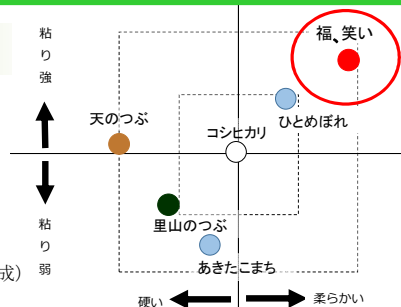 粘り強
福、笑い
ひとめぼれ
天のつぶ
コシヒカリ
里山のつぶ
粘り弱
あきたこまち
成)
硬い
柔らかい